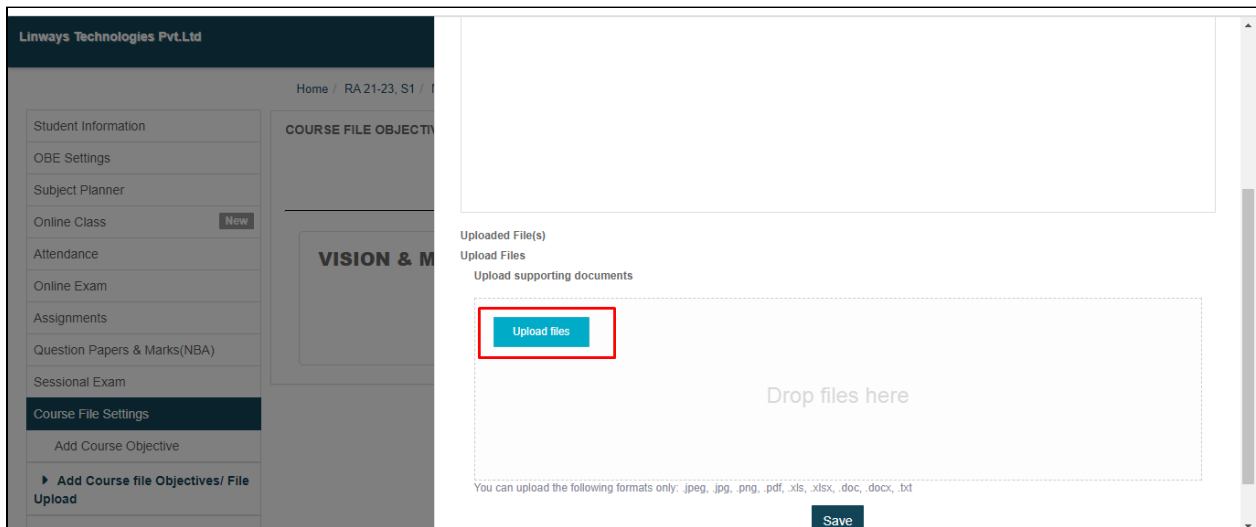 Linways Technologies Pvt.Ltd
Home / RA 21-23, S1 /
Student Information
OBE Settings
Subject Planner
Online Class New
Attendance
Online Exam
Assignments
Question Papers & Marks(NBA)
Sessional Exam
Course File Settings
Add Course Objective
Add Course file Objectives/ File
Upload
COURSE FILE OBJECTIV
VISION & M
Uploaded File(s)
Upload Files
Upload supporting documents
Upload files
Drop files here
You can upload the following formats only: .jpeg, .jpg, .png, .pdf, .xls, .xlsx, .doc, .docx, .txt
Save